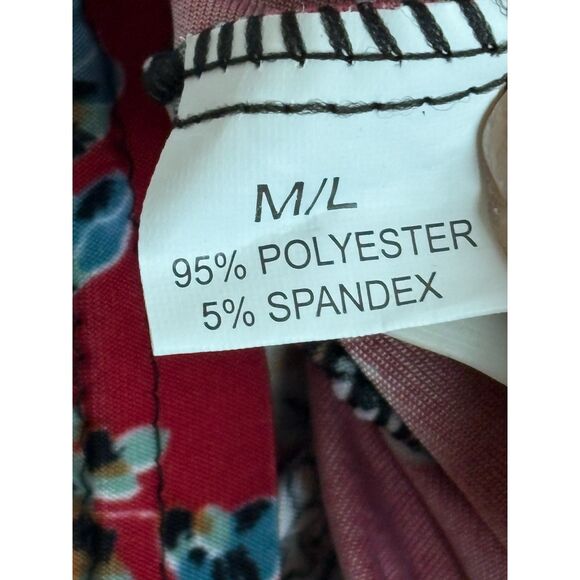 M/L
95% POLYESTER
5% SPANDEX